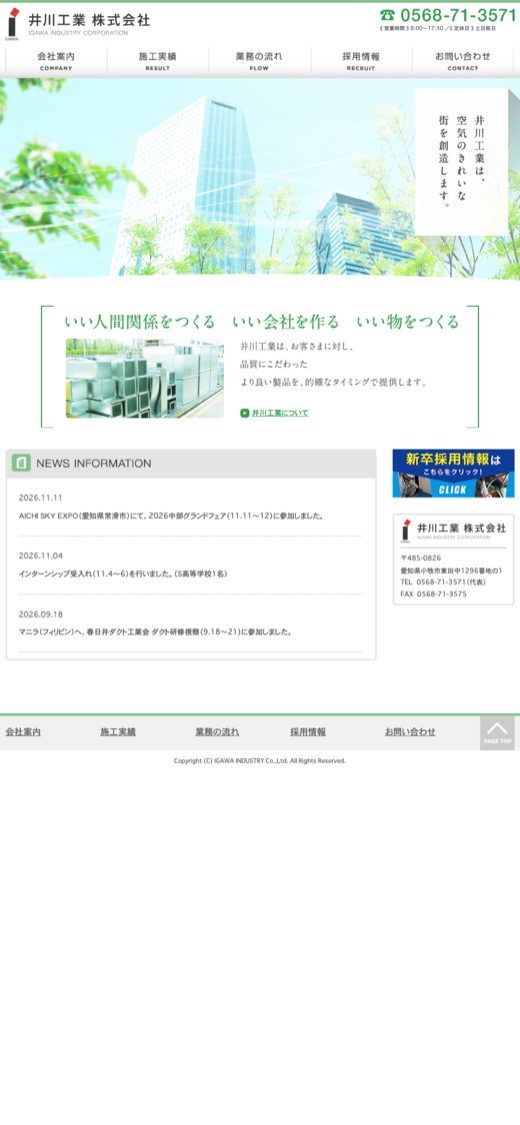 井川工業 株式会社
IGAWA INDUSTRY CORPORATION
IGAWA
☎ 0568-71-3571
《営業時間》8:00〜17:30 /《定休日》土日祝日
会社案内
COMPANY
施工実績
RESULT
業務の流れ
FLOW
採用情報
RECRUIT
お問い合わせ
CONTACT
井川工業は、
空気のきれいな
街を創造します。
いい人間関係をつくる　いい会社を作る　いい物をつくる
井川工業は、お客さまに対し、
品質にこだわった
より良い製品を、的確なタイミングで提供します。
井川工業について
NEWS INFORMATION
2026.11.11
AICHI SKY EXPO（愛知県常滑市）にて、2026中部グランドフェア（11.11〜12）に参加しました。
2026.11.04
インターンシップ受入れ（11.4〜6）を行いました。（S高等学校1名）
2026.09.18
マニラ（フィリピン）へ、春日井ダクト工業会 ダクト研修視察（9.18〜21）に参加しました。
新卒採用情報は
こちらをクリック！
CLICK
井川工業 株式会社
IGAWA INDUSTRY CORPORATION
〒485-0826
愛知県小牧市東田中1296番地の1
TEL 0568-71-3571（代表）
FAX 0568-71-3575
会社案内
施工実績
業務の流れ
採用情報
お問い合わせ
PAGE TOP
Copyright (C) IGAWA INDUSTRY Co.,Ltd. All Rights Reserved.